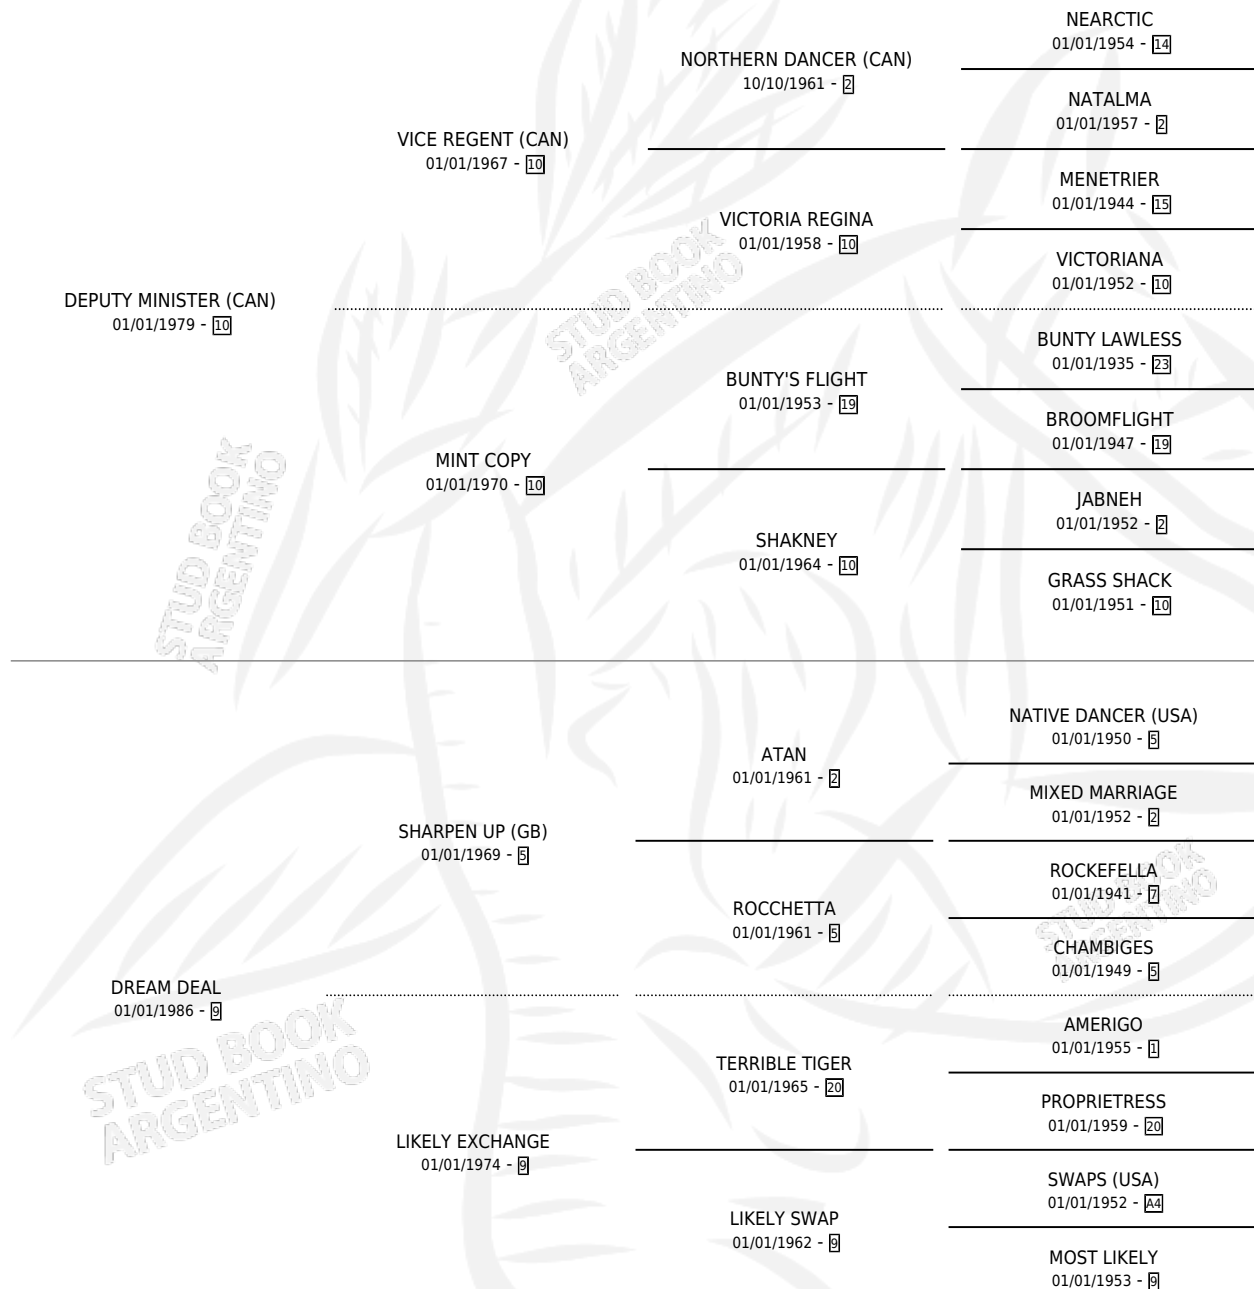 NEARCTIC
01/01/1954 - 14
NORTHERN DANCER (CAN)
10/10/1961 - 2
NATALMA
01/01/1957 - 2
VICE REGENT (CAN)
01/01/1967 - 10
MENETRIER
01/01/1944 - 15
VICTORIA REGINA
01/01/1958 - 10
VICTORIANA
01/01/1952 - 10
DEPUTY MINISTER (CAN)
01/01/1979 - 10
BUNTY LAWLESS
01/01/1935 - 23
BUNTY'S FLIGHT
01/01/1953 - 19
BROOMFLIGHT
01/01/1947 - 19
MINT COPY
01/01/1970 - 10
JABNEH
01/01/1952 - 2
SHAKNEY
01/01/1964 - 10
GRASS SHACK
01/01/1951 - 10
NATIVE DANCER (USA)
01/01/1950 - 5
ATAN
01/01/1961 - 2
MIXED MARRIAGE
01/01/1952 - 2
SHARPEN UP (GB)
01/01/1969 - 5
ROCKEFELLA
01/01/1941 - 7
ROCCHETTA
01/01/1961 - 5
CHAMBIGES
01/01/1949 - 5
DREAM DEAL
01/01/1986 - 9
AMERIGO
01/01/1955 - 1
TERRIBLE TIGER
01/01/1965 - 20
PROPRIETRESS
01/01/1959 - 20
LIKELY EXCHANGE
01/01/1974 - 9
SWAPS (USA)
01/01/1952 - A4
LIKELY SWAP
01/01/1962 - 9
MOST LIKELY
01/01/1953 - 9
STUD BOOK
ARGENTINO
STUD BOOK
ARGENTINO
STUD BOOK
ARGENTINO
STUD BOOK
ARGENTINO